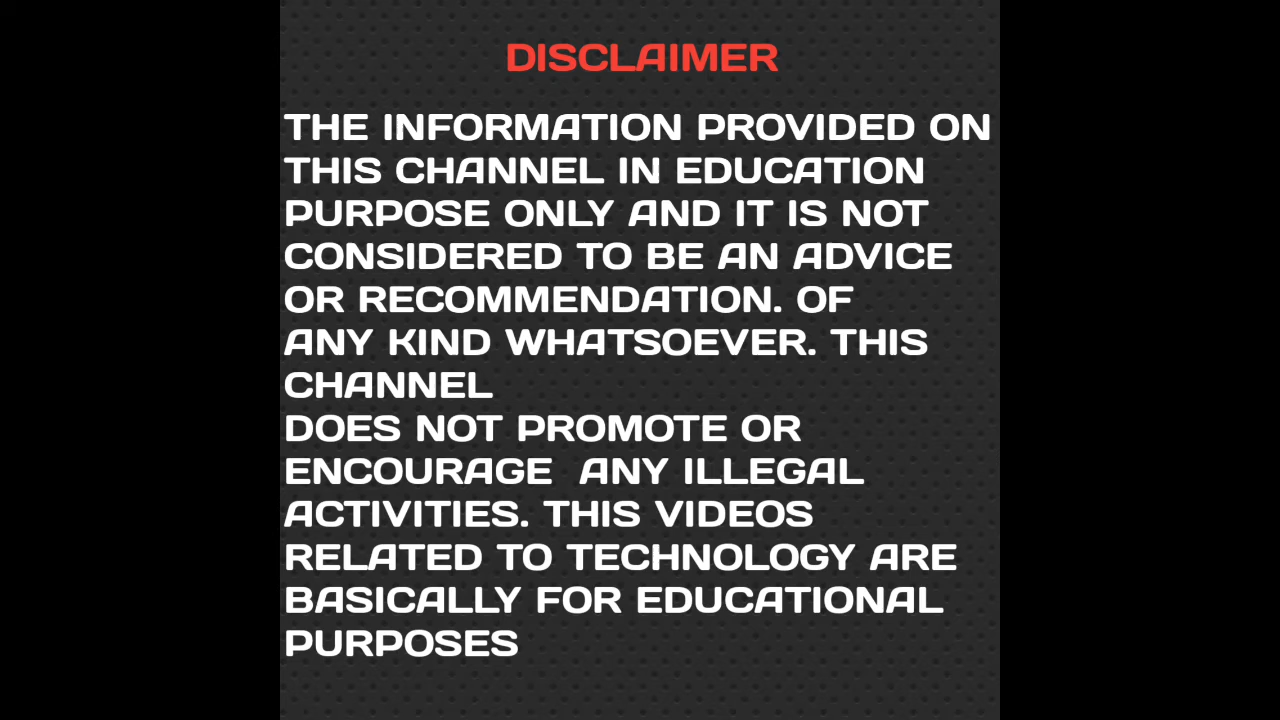 DISCLAIMER
THE INFORMATION PROVIDED ON
THIS CHANNEL IN EDUCATION
PURPOSE ONLY AND IT IS NOT
CONSIDERED TO BE AN ADVICE
OR RECOMMENDATION. OF
ANY KIND WHATSOEVER. THIS
CHANNEL
DOES NOT PROMOTE OR
ENCOURAGE  ANY ILLEGAL
ACTIVITIES. THIS VIDEOS
RELATED TO TECHNOLOGY ARE
BASICALLY FOR EDUCATIONAL
PURPOSES